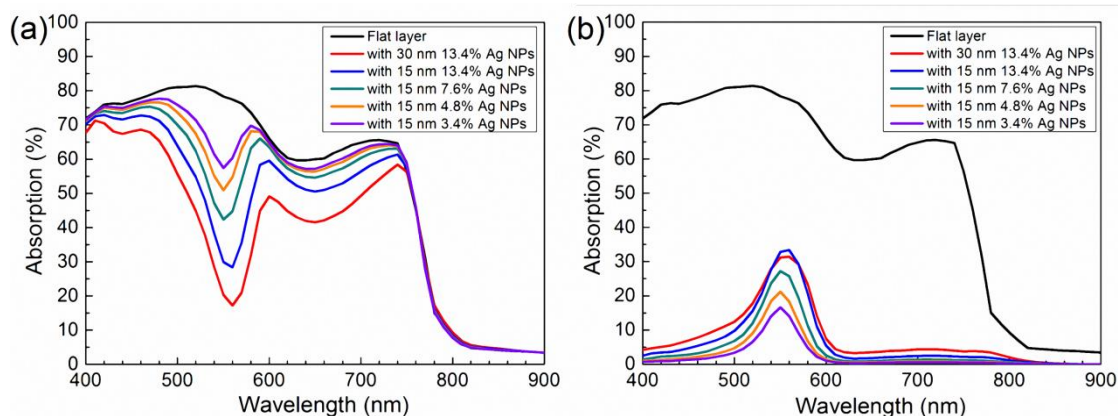 (a)
Absorption (%)
100
90
80
70
60
50
40
30
20
10
0
Flat layer
with 30 nm 13.4% Ag NPs
with 15 nm 13.4% Ag NPs
with 15 nm 7.6% Ag NPs
with 15 nm 4.8% Ag NPs
with 15 nm 3.4% Ag NPs
400 500 600 700 800 900
Wavelength (nm)
(b)
Absorption (%)
100
90
80
70
60
50
40
30
20
10
0
Flat layer
with 30 nm 13.4% Ag NPs
with 15 nm 13.4% Ag NPs
with 15 nm 7.6% Ag NPs
with 15 nm 4.8% Ag NPs
with 15 nm 3.4% Ag NPs
400 500 600 700 800 900
Wavelength (nm)